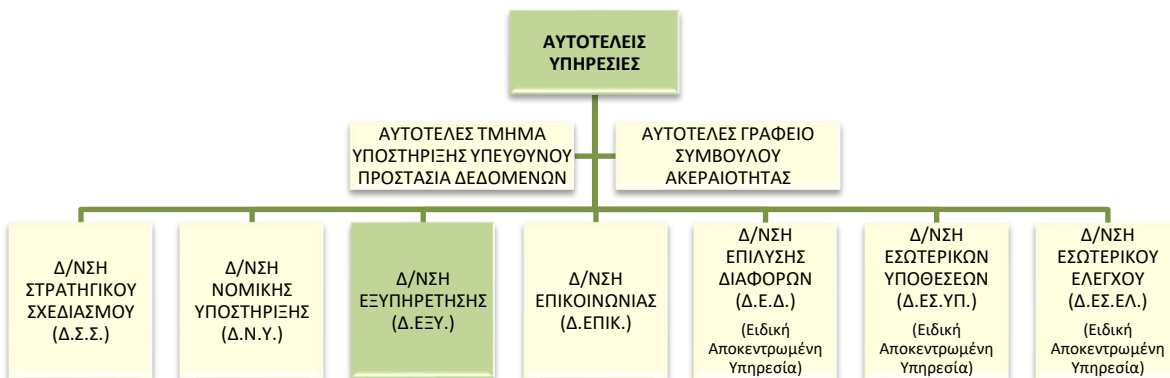 ΑΥΤΟΤΕΛΕΙΣ
ΥΠΗΡΕΣΙΕΣ
ΑΥΤΟΤΕΛΕΣ ΤΜΗΜΑ
ΥΠΟΣΤΗΡΙΞΗΣ ΥΠΕΥΘΥΝΟΥ
ΠΡΟΣΤΑΣΙΑ ΔΕΔΟΜΕΝΩΝ
ΑΥΤΟΤΕΛΕΣ ΓΡΑΦΕΙΟ
ΣΥΜΒΟΥΛΟΥ
ΑΚΕΡΑΙΟΤΗΤΑΣ
Δ/ΝΣΗ
ΣΤΡΑΤΗΓΙΚΟΥ
ΣΧΕΔΙΑΣΜΟΥ
(Δ.Σ.Σ.)
Δ/ΝΣΗ
ΝΟΜΙΚΗΣ
ΥΠΟΣΤΗΡΙΞΗΣ
(Δ.Ν.Υ.)
Δ/ΝΣΗ
ΕΞΥΠΗΡΕΤΗΣΗΣ
(Δ.ΕΞΥ.)
Δ/ΝΣΗ
ΕΠΙΚΟΙΝΩΝΙΑΣ
(Δ.ΕΠΙΚ.)
Δ/ΝΣΗ
ΕΠΙΛΥΣΗΣ
ΔΙΑΦΟΡΩΝ
(Δ.Ε.Δ.)
(Ειδική
Αποκεντρωμένη
Υπηρεσία)
Δ/ΝΣΗ
ΕΣΩΤΕΡΙΚΩΝ
ΥΠΟΘΕΣΕΩΝ
(Δ.ΕΣ.ΥΠ.)
(Ειδική
Αποκεντρωμένη
Υπηρεσία)
Δ/ΝΣΗ
ΕΣΩΤΕΡΙΚΟΥ
ΕΛΕΓΧΟΥ
(Δ.ΕΣ.ΕΛ.)
(Ειδική
Αποκεντρωμένη
Υπηρεσία)